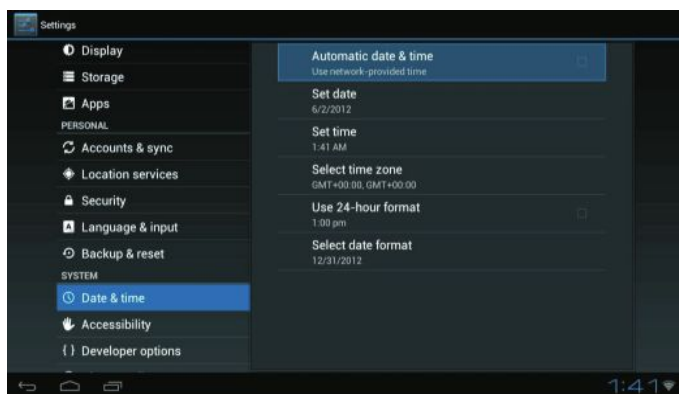 Settings
Display
Storage
Apps
PERSONAL
Accounts & sync
Location services
Security
A Language & input
Backup & reset
SYSTEM
Date & time
Accessibility
{ } Developer options
Automatic date & time
Use network-provided time
Set date
6/2/2012
Set time
1:41 AM
Select time zone
GMT+00:00, GMT+00:00
Use 24-hour format
1:00 pm
Select date format
12/31/2012
1:41